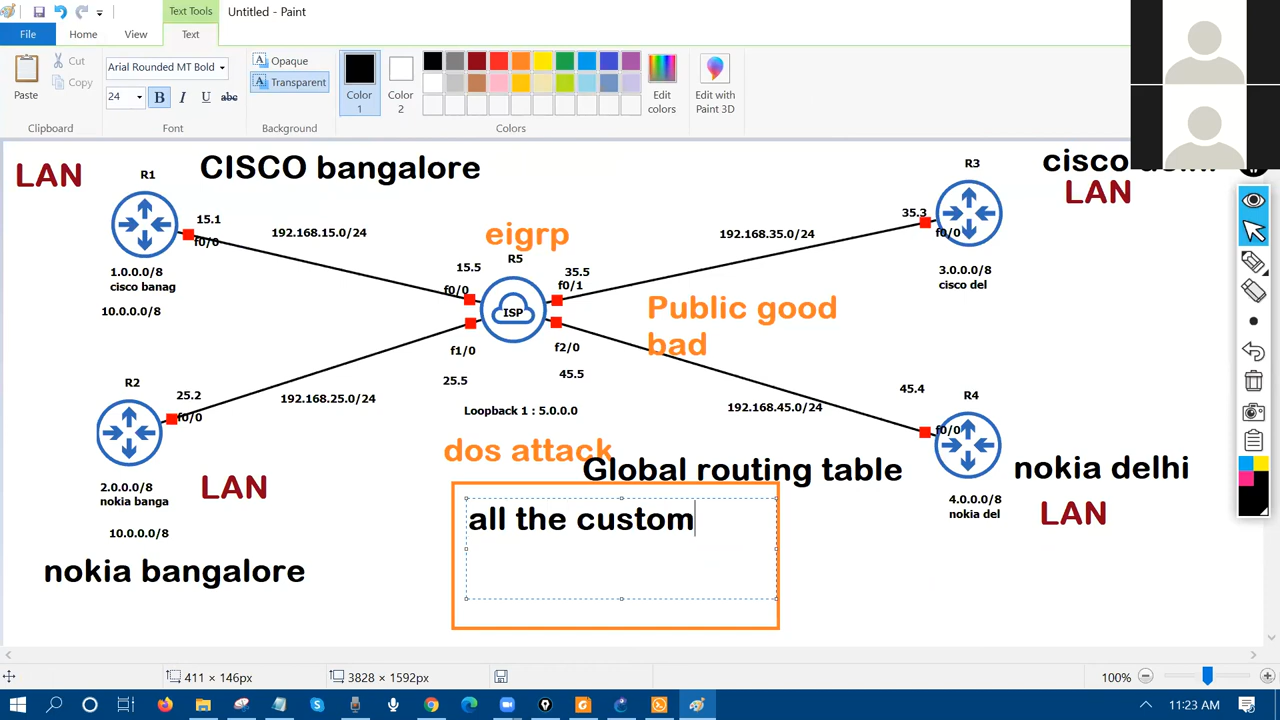 Text Tools
Untitled - Paint
File
Home
View
Text
Paste
Cut
Copy
Clipboard
Arial Rounded MT Bold
24
B
I
U
abc
Font
Opaque
Transparent
Background
Color
1
Color
2
Edit
colors
Edit with
Paint 3D
Colors
LAN
R1
CISCO bangalore
15.1
f0/0
192.168.15.0/24
1.0.0.0/8
cisco banag
10.0.0.0/8
eigrp
R5
15.5
f0/0
35.5
f0/1
ISP
f1/0
f2/0
25.5
45.5
Loopback 1 : 5.0.0.0
192.168.35.0/24
R3
cisco
LAN
35.3
f0/0
3.0.0.0/8
cisco del
Public good
bad
R2
25.2
f0/0
192.168.25.0/24
2.0.0.0/8
nokia banga
LAN
10.0.0.0/8
nokia bangalore
192.168.45.0/24
45.4
R4
f0/0
nokia delhi
4.0.0.0/8
nokia del
LAN
dos attack
Global routing table
all the custom
411 × 146px
3828 × 1592px
100%
11:23 AM